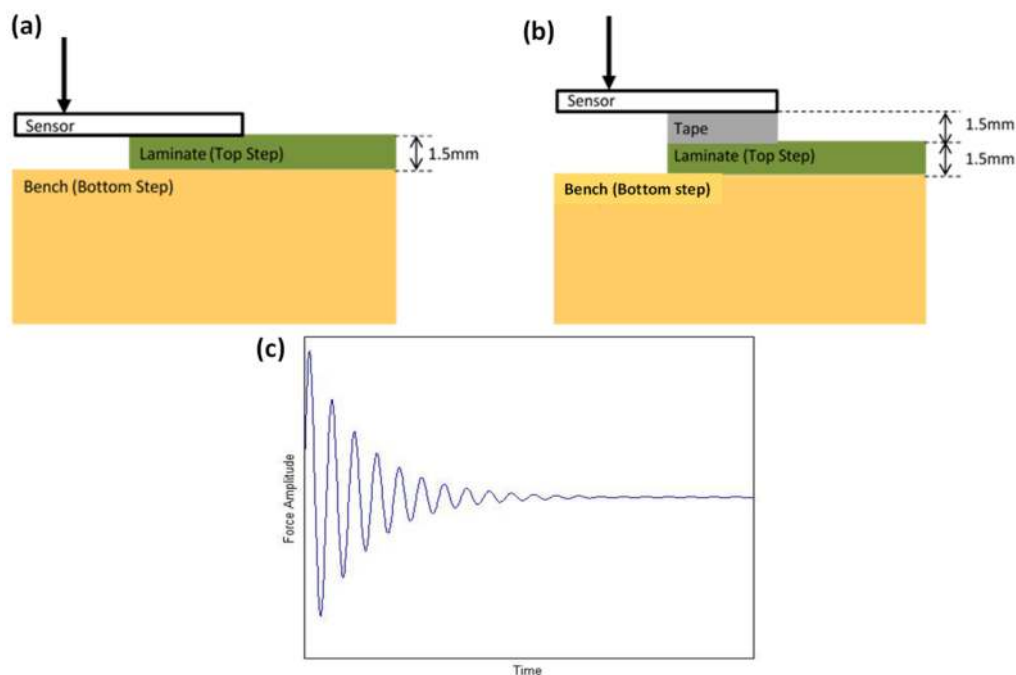 (a)
Sensor
Laminate (Top Step)
1.5mm
Bench (Bottom Step)
(b)
Sensor
Tape
1.5mm
Laminate (Top Step)
1.5mm
Bench (Bottom step)
(c)
Force Amplitude
Time